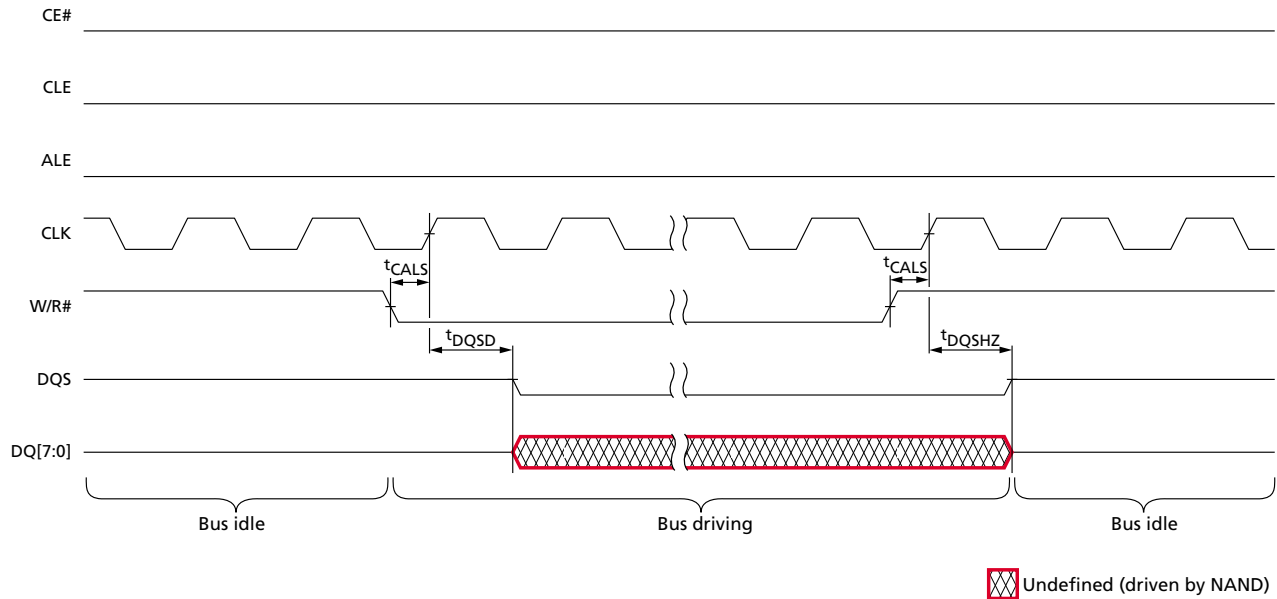 CE#
CLE
ALE
CLK
tCALS tCALS
W/R#
tDQSD tDQSHZ
DQS
DQ[7:0]
Bus idle Bus driving Bus idle
Undefined (driven by NAND)